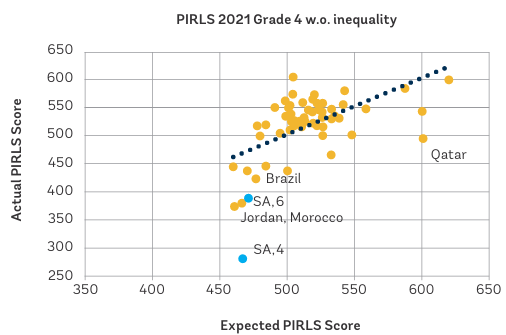 PIRLS 2021 Grade 4 w.o. inequality
Actual PIRLS Score
650
600
550
500
450
400
350
300
250
Qatar
Brazil
SA,6
Jordan, Morocco
SA,4
350
400
450
500
550
600
650
Expected PIRLS Score